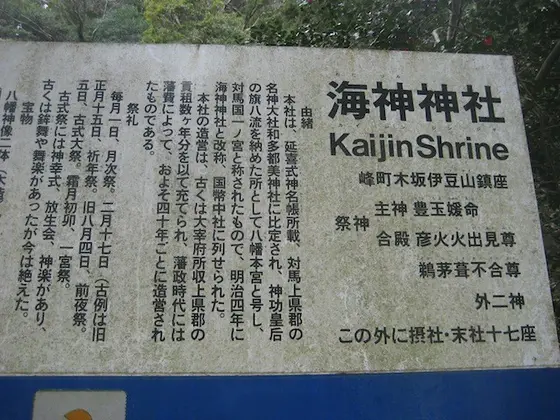 海神神社
Kaijin Shrine
峰町木坂伊豆山鎮座
祭神
主神 豊玉媛命
合殿 彦火火出見尊
鵜茅葺不合尊
外二神
この外に摂社・末社十七座
由緒
本社は、延喜式神名帳所載、対馬上県郡の
名神大社和多都美神社に比定され、神功皇后
の旗八流を納めた所として八幡本宮と号し、
対馬国一ノ宮と称されたもので、明治四年に
海神神社と改称、国幣中社に列せられた。
本社の造営は、古くは太宰府所収上県郡の
貢租数ヶ年分を以て充てられ、藩政時代には
藩費によって、およそ四十年ごとに造営され
たものである。
祭礼
毎月一日、月次祭。二月十七日(古例は旧
正月十五日、祈年祭。旧八月四日、前夜祭。
五日、古式大祭。霜月初卯、一宮祭。
古式祭には神幸式、放生会、神楽があり、
古くは鉾舞や舞楽があったが今は絶えた。
宝物
八幡神像二体